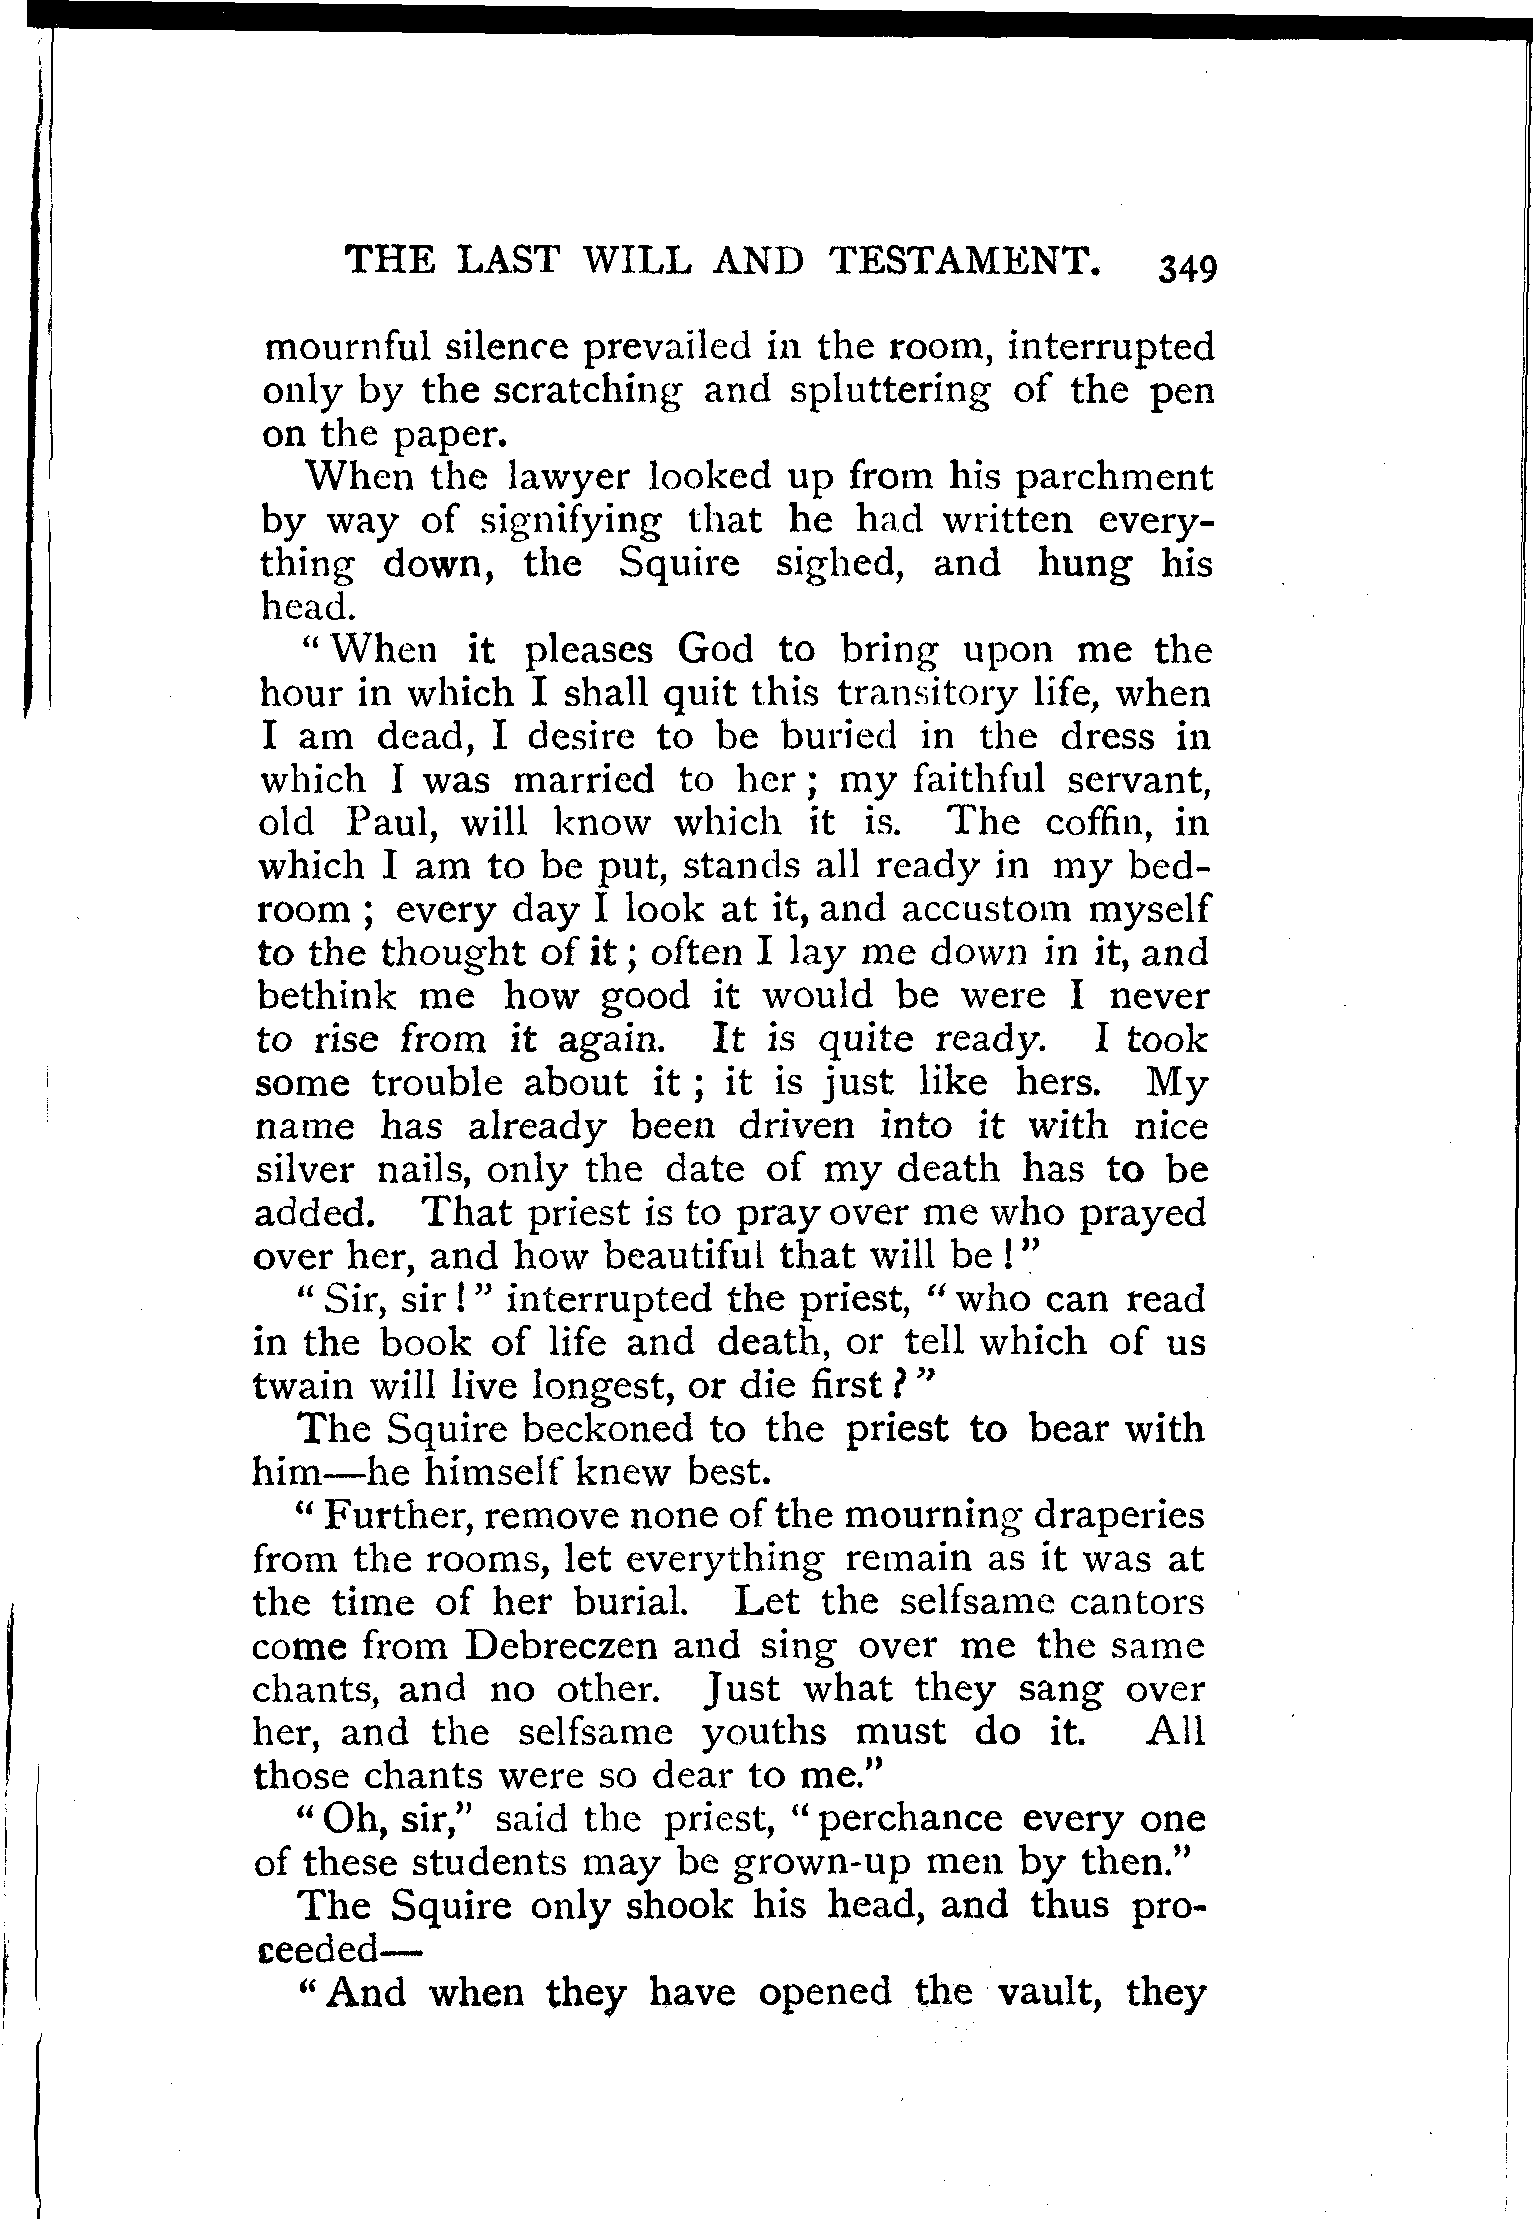 THE LAST WILL AND TESTAMENT. 349
mournful silence prevailed in the room, interrupted
only by the scratching and spluttering of the pen
on the paper.
When the lawyer looked up from his parchment
by way of signifying that he had written every-
thing down, the Squire sighed, and hung his
head.
“When it pleases God to bring upon me the
hour in which I shall quit this transitory life, when
I am dead, I desire to be buried in the dress in
which I was married to her; my faithful servant,
old Paul, will know which it is. The coffin, in
which I am to be put, stands all ready in my bed-
room; every day I look at it, and accustom myself
to the thought of it; often I lay me down in it, and
bethink me how good it would be were I never
to rise from it again. It is quite ready. I took
some trouble about it; it is just like hers. My
name has already been driven into it with nice
silver nails, only the date of my death has to be
added. That priest is to pray over me who prayed
over her, and how beautiful that will be!”
“Sir, sir!” interrupted the priest, “who can read
in the book of life and death, or tell which of us
twain will live longest, or die first?”
The Squire beckoned to the priest to bear with
him—he himself knew best.
“Further, remove none of the mourning draperies
from the rooms, let everything remain as it was at
the time of her burial. Let the selfsame cantors
come from Debreczen and sing over me the same
chants, and no other. Just what they sang over
her, and the selfsame youths must do it. All
those chants were so dear to me.”
“Oh, sir,” said the priest, “perchance every one
of these students may be grown-up men by then.”
The Squire only shook his head, and thus pro-
ceeded—
“And when they have opened the vault, they